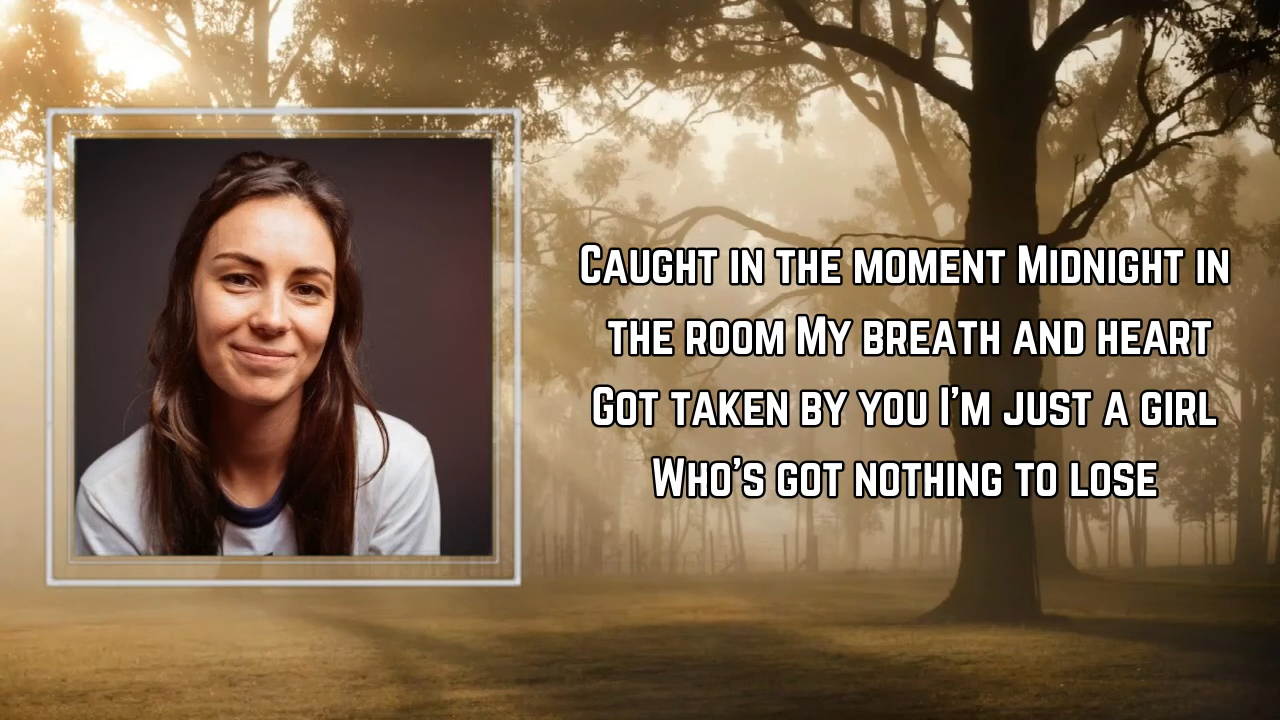 Caught in the moment Midnight in
the room My breath and heart
Got taken by you I'm just a girl
Who's got nothing to lose